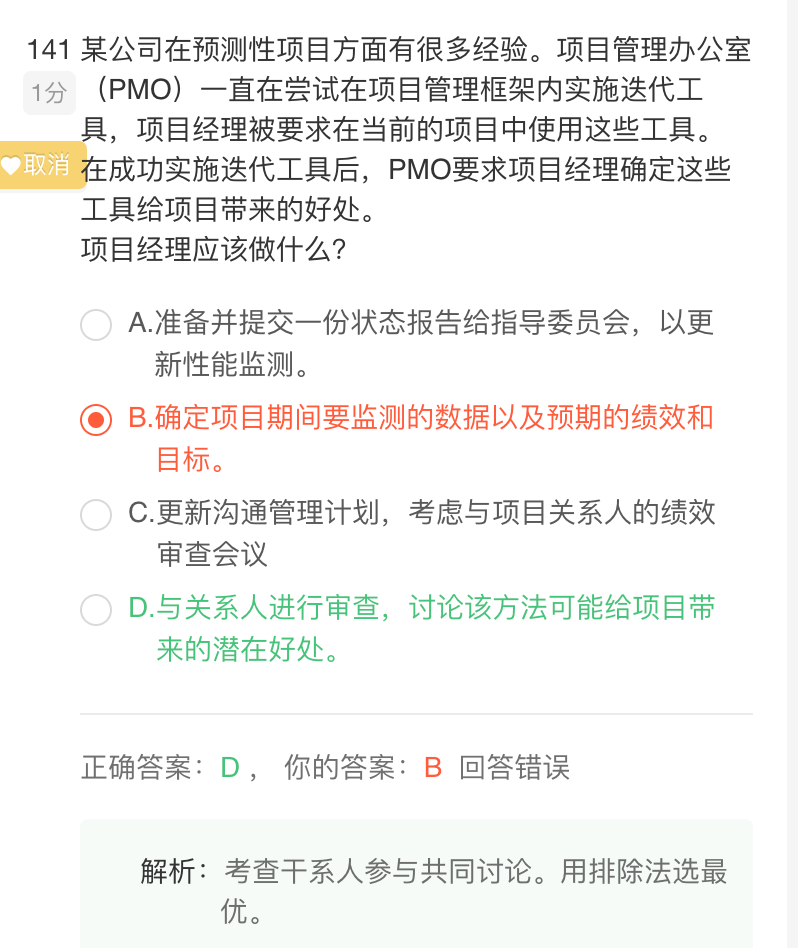 141 某公司在预测性项目方面有很多经验。项目管理办公室
1分 （PMO）一直在尝试在项目管理框架内实施迭代工
具，项目经理被要求在当前的项目中使用这些工具。
取消 在成功实施迭代工具后，PMO要求项目经理确定这些
工具给项目带来的好处。
项目经理应该做什么?
A.准备并提交一份状态报告给指导委员会，以更
新性能监测。
B.确定项目期间要监测的数据以及预期的绩效和
目标。
C.更新沟通管理计划，考虑与项目关系人的绩效
审查会议
D.与关系人进行审查，讨论该方法可能给项目带
来的潜在好处。
正确答案：D ， 你的答案：B 回答错误
解析：考查干系人参与共同讨论。用排除法选最
优。